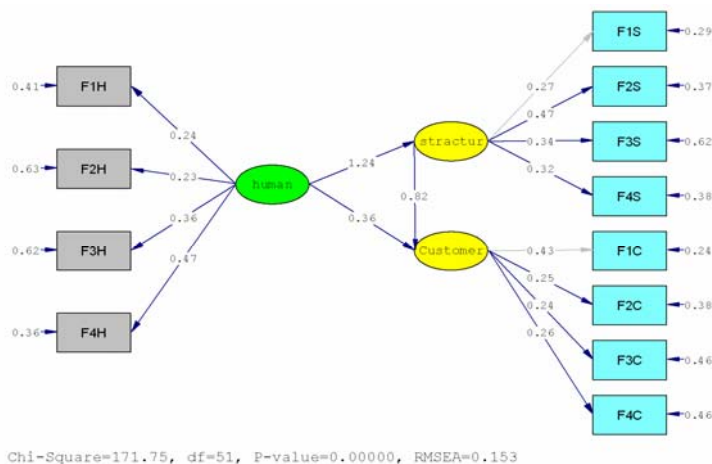 F1S
0.29
F1H
0.41
0.27
F2S
0.37
0.47
0.24
stractur
F3S
0.62
0.34
1.24
0.32
F2H
0.63
0.23
human
F4S
0.38
0.82
0.36
0.36
F3H
0.62
Customer
0.43
F1C
0.24
0.47
0.25
F2C
0.38
0.24
0.26
F4H
0.36
F3C
0.46
F4C
0.46
Chi-Square=171.75, df=51, P-value=0.00000, RMSEA=0.153